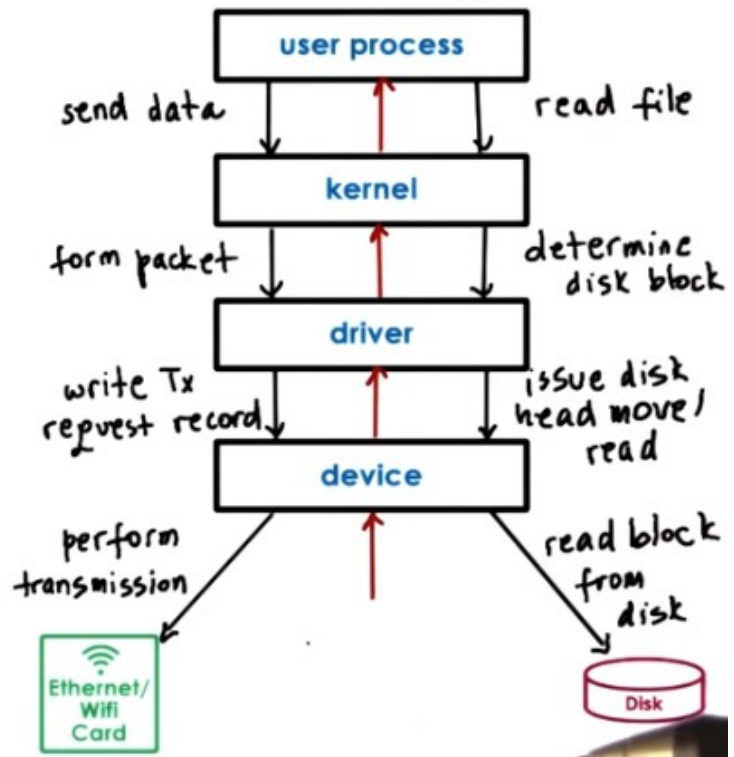 user process
send data
read file
kernel
form packet
determine
disk block
driver
write Tx
request record
issue disk
head move/
read
device
perform
transmission
read block
from
disk
Ethernet/
Wifi
Card
Disk